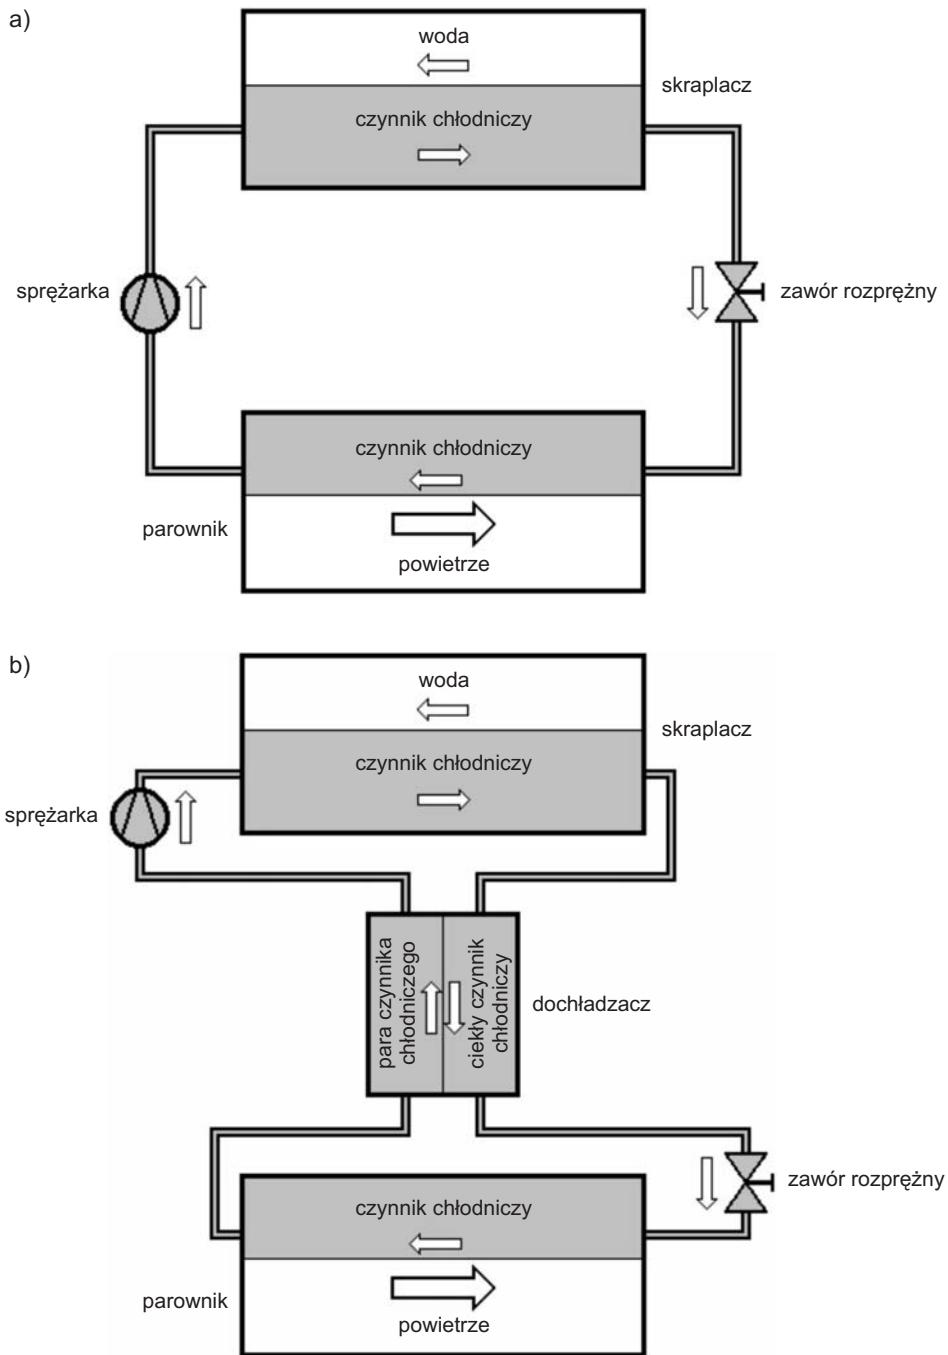 a)
woda
skraplacz
czynnik chłodniczy
sprężarka
zawór rozprężny
czynnik chłodniczy
parownik
powietrze
b)
woda
skraplacz
czynnik chłodniczy
sprężarka
para czynnika
chłodniczego
ciekły czynnik
chłodniczy
dochładzacz
zawór rozprężny
czynnik chłodniczy
parownik
powietrze